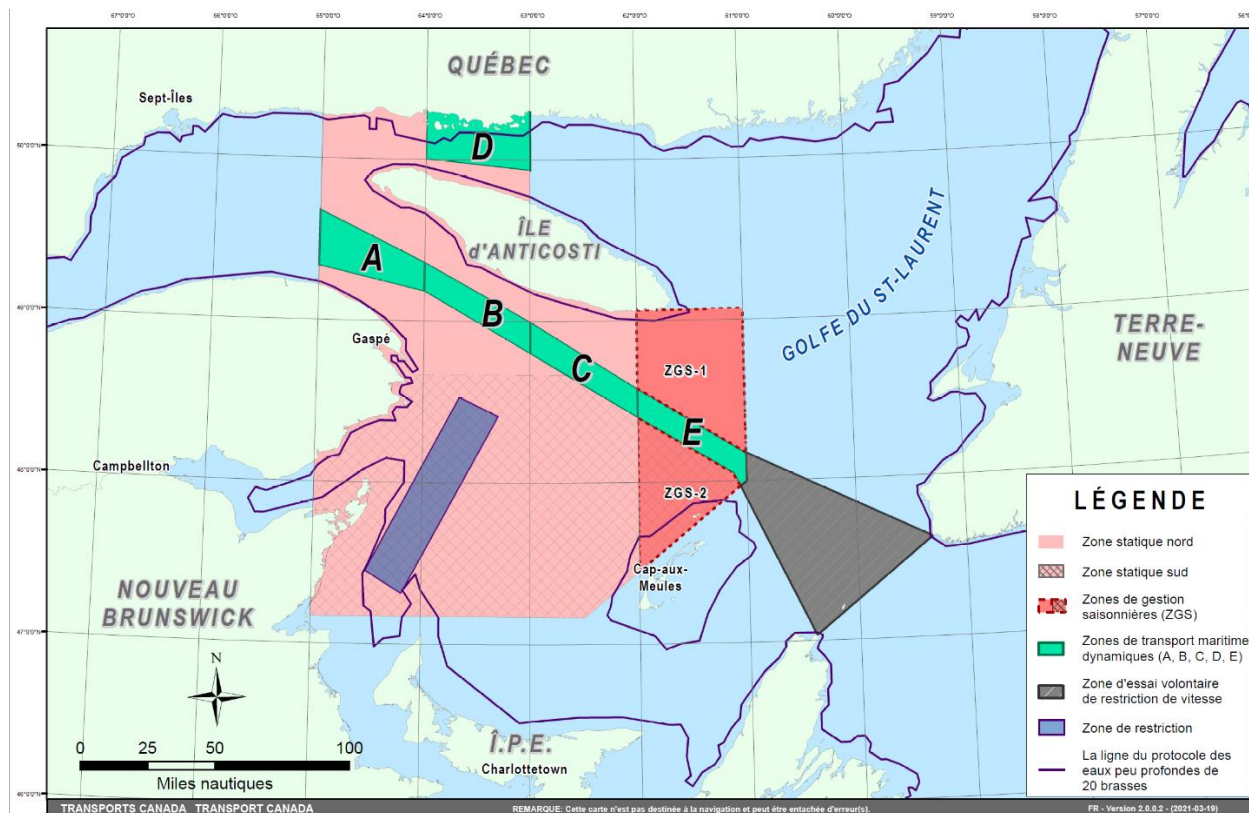 67°0'0"O 66°0'0"O 65°0'0"O 64°0'0"O 63°0'0"O 62°0'0"O 61°0'0"O 60°0'0"O 59°0'0"O 58°0'0"O 57°0'0"O
QUÉBEC
Sept-Îles
50°0'0"N
D
ÎLE
d'ANTICOSTI
A
B
49°0'0"N
GOLFE DU ST-LAURENT
TERRE-
NEUVE
Gaspé
C
ZGS-1
E
48°0'0"N
Campbellton
ZGS-2
Cap-aux-
Meules
NOUVEAU
BRUNSWICK
47°0'0"N
N
0 25 50 100
Miles nautiques
Î.P.E.
Charlottetown
46°0'0"N
LÉGENDE
Zone statique nord
Zone statique sud
Zones de gestion
saisonnières (ZGS)
Zones de transport maritime
dynamiques (A, B, C, D, E)
Zone d'essai volontaire
de restriction de vitesse
Zone de restriction
La ligne du protocole des
eaux peu profondes de
20 brasses
TRANSPORTS CANADA TRANSPORT CANADA REMARQUE: Cette carte n'est pas destinée à la navigation et peut être entachée d'erreur(s). FR - Version 2.0.0.2 - (2021-03-19)